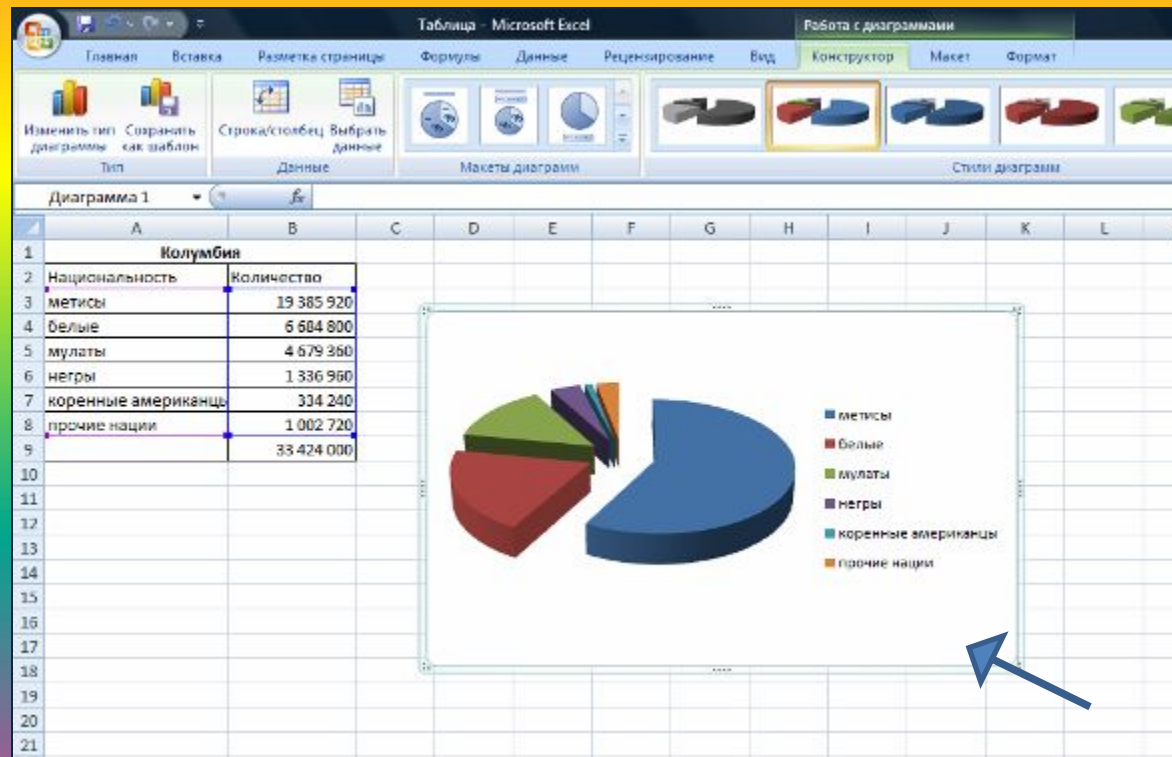 Таблица - Microsoft Excel
Работа с диаграммами
Главная Вставка Разметка страницы Формулы Данные Рецензирование Вид Конструктор Макет Формат
Изменить тип диаграммы
Сохранить как шаблон
Строка/столбец
Выбрать данные
Тип
Данные
Макеты диаграмм
Стили диаграмм
Диаграмма 1
fx
A B C D E F G H I J K L
1 Колумбия
2 Национальность Количество
3 метисы 19 385 920
4 белые 6 684 800
5 мулаты 4 679 360
6 негры 1 336 960
7 коренные американцы 334 240
8 прочие нации 1 002 720
9 33 424 000
10
11
12
13
14
15
16
17
18
19
20
21
метисы
белые
мулаты
негры
коренные американцы
прочие нации